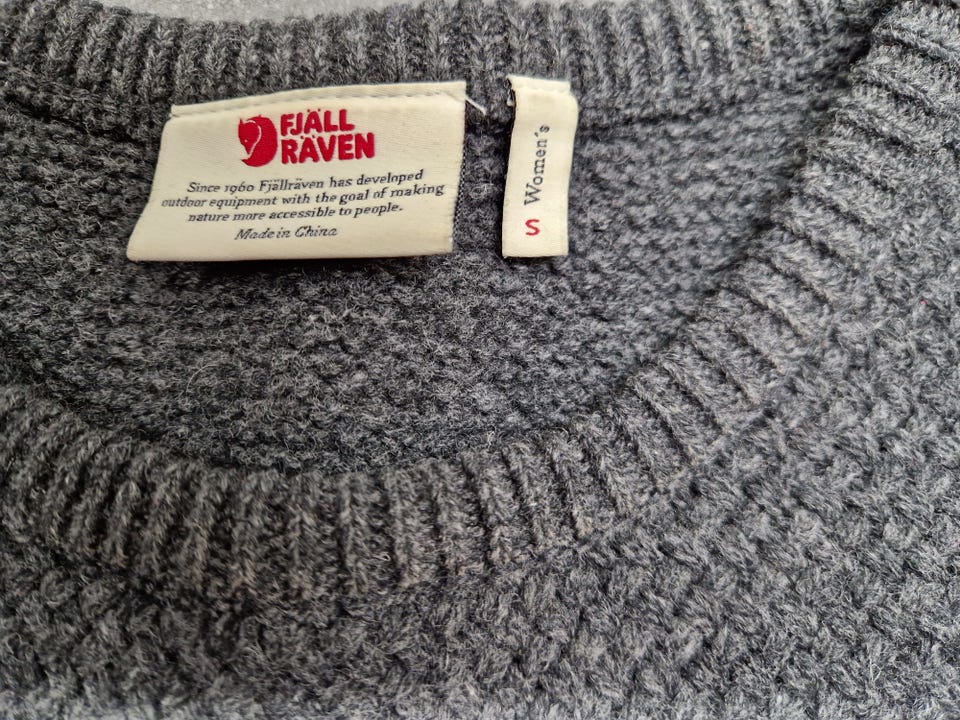 FJÄLL
RÄVEN
Since 1960 Fjällräven has developed
outdoor equipment with the goal of making
nature more accessible to people.
Made in China
Women's
S